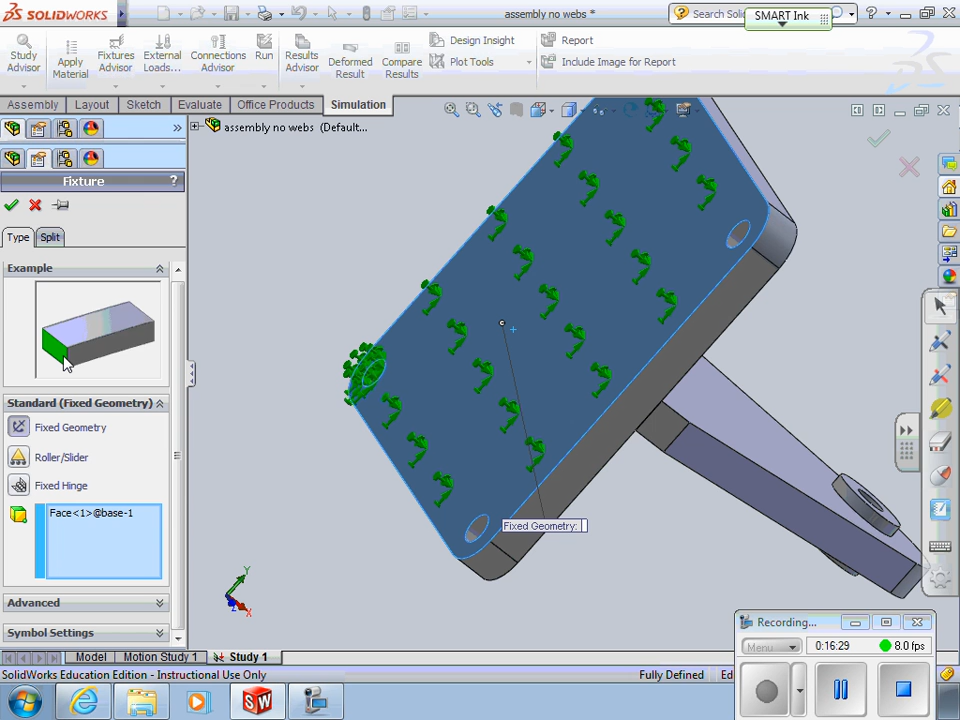 SOLIDWORKS
assembly no webs *
Search Soli
SMART Ink
Study Advisor
Apply Material
Fixtures Advisor
External Loads...
Connections Advisor
Run
Results Advisor
Deformed Result
Compare Results
Design Insight
Plot Tools
Report
Include Image for Report
Assembly
Layout
Sketch
Evaluate
Office Products
Simulation
assembly no webs (Default...
Fixture
?
Type
Split
Example
Standard (Fixed Geometry)
Fixed Geometry
Roller/Slider
Fixed Hinge
Face<1>@base-1
Advanced
Symbol Settings
Fixed Geometry:
Y
X
Z
Recording...
Menu
0:16:29
8.0 fps
Model
Motion Study 1
Study 1
SolidWorks Education Edition - Instructional Use Only
Fully Defined
Ed